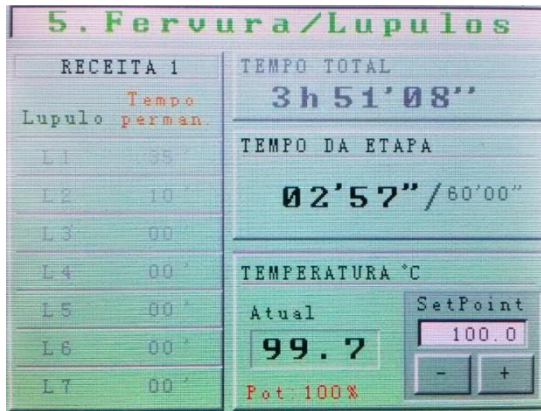 5.Fervura/Lupulos
RECEITA 1
Lupulo
Tempo
perman.
L1 35'
L2 10'
L3 00'
L4 00'
L5 00'
L6 00'
L7 00'
TEMPO TOTAL
3h51'08''
TEMPO DA ETAPA
02'57"/60'00"
TEMPERATURA °C
Atual
99.7
Pot:100%
SetPoint
100.0
- +